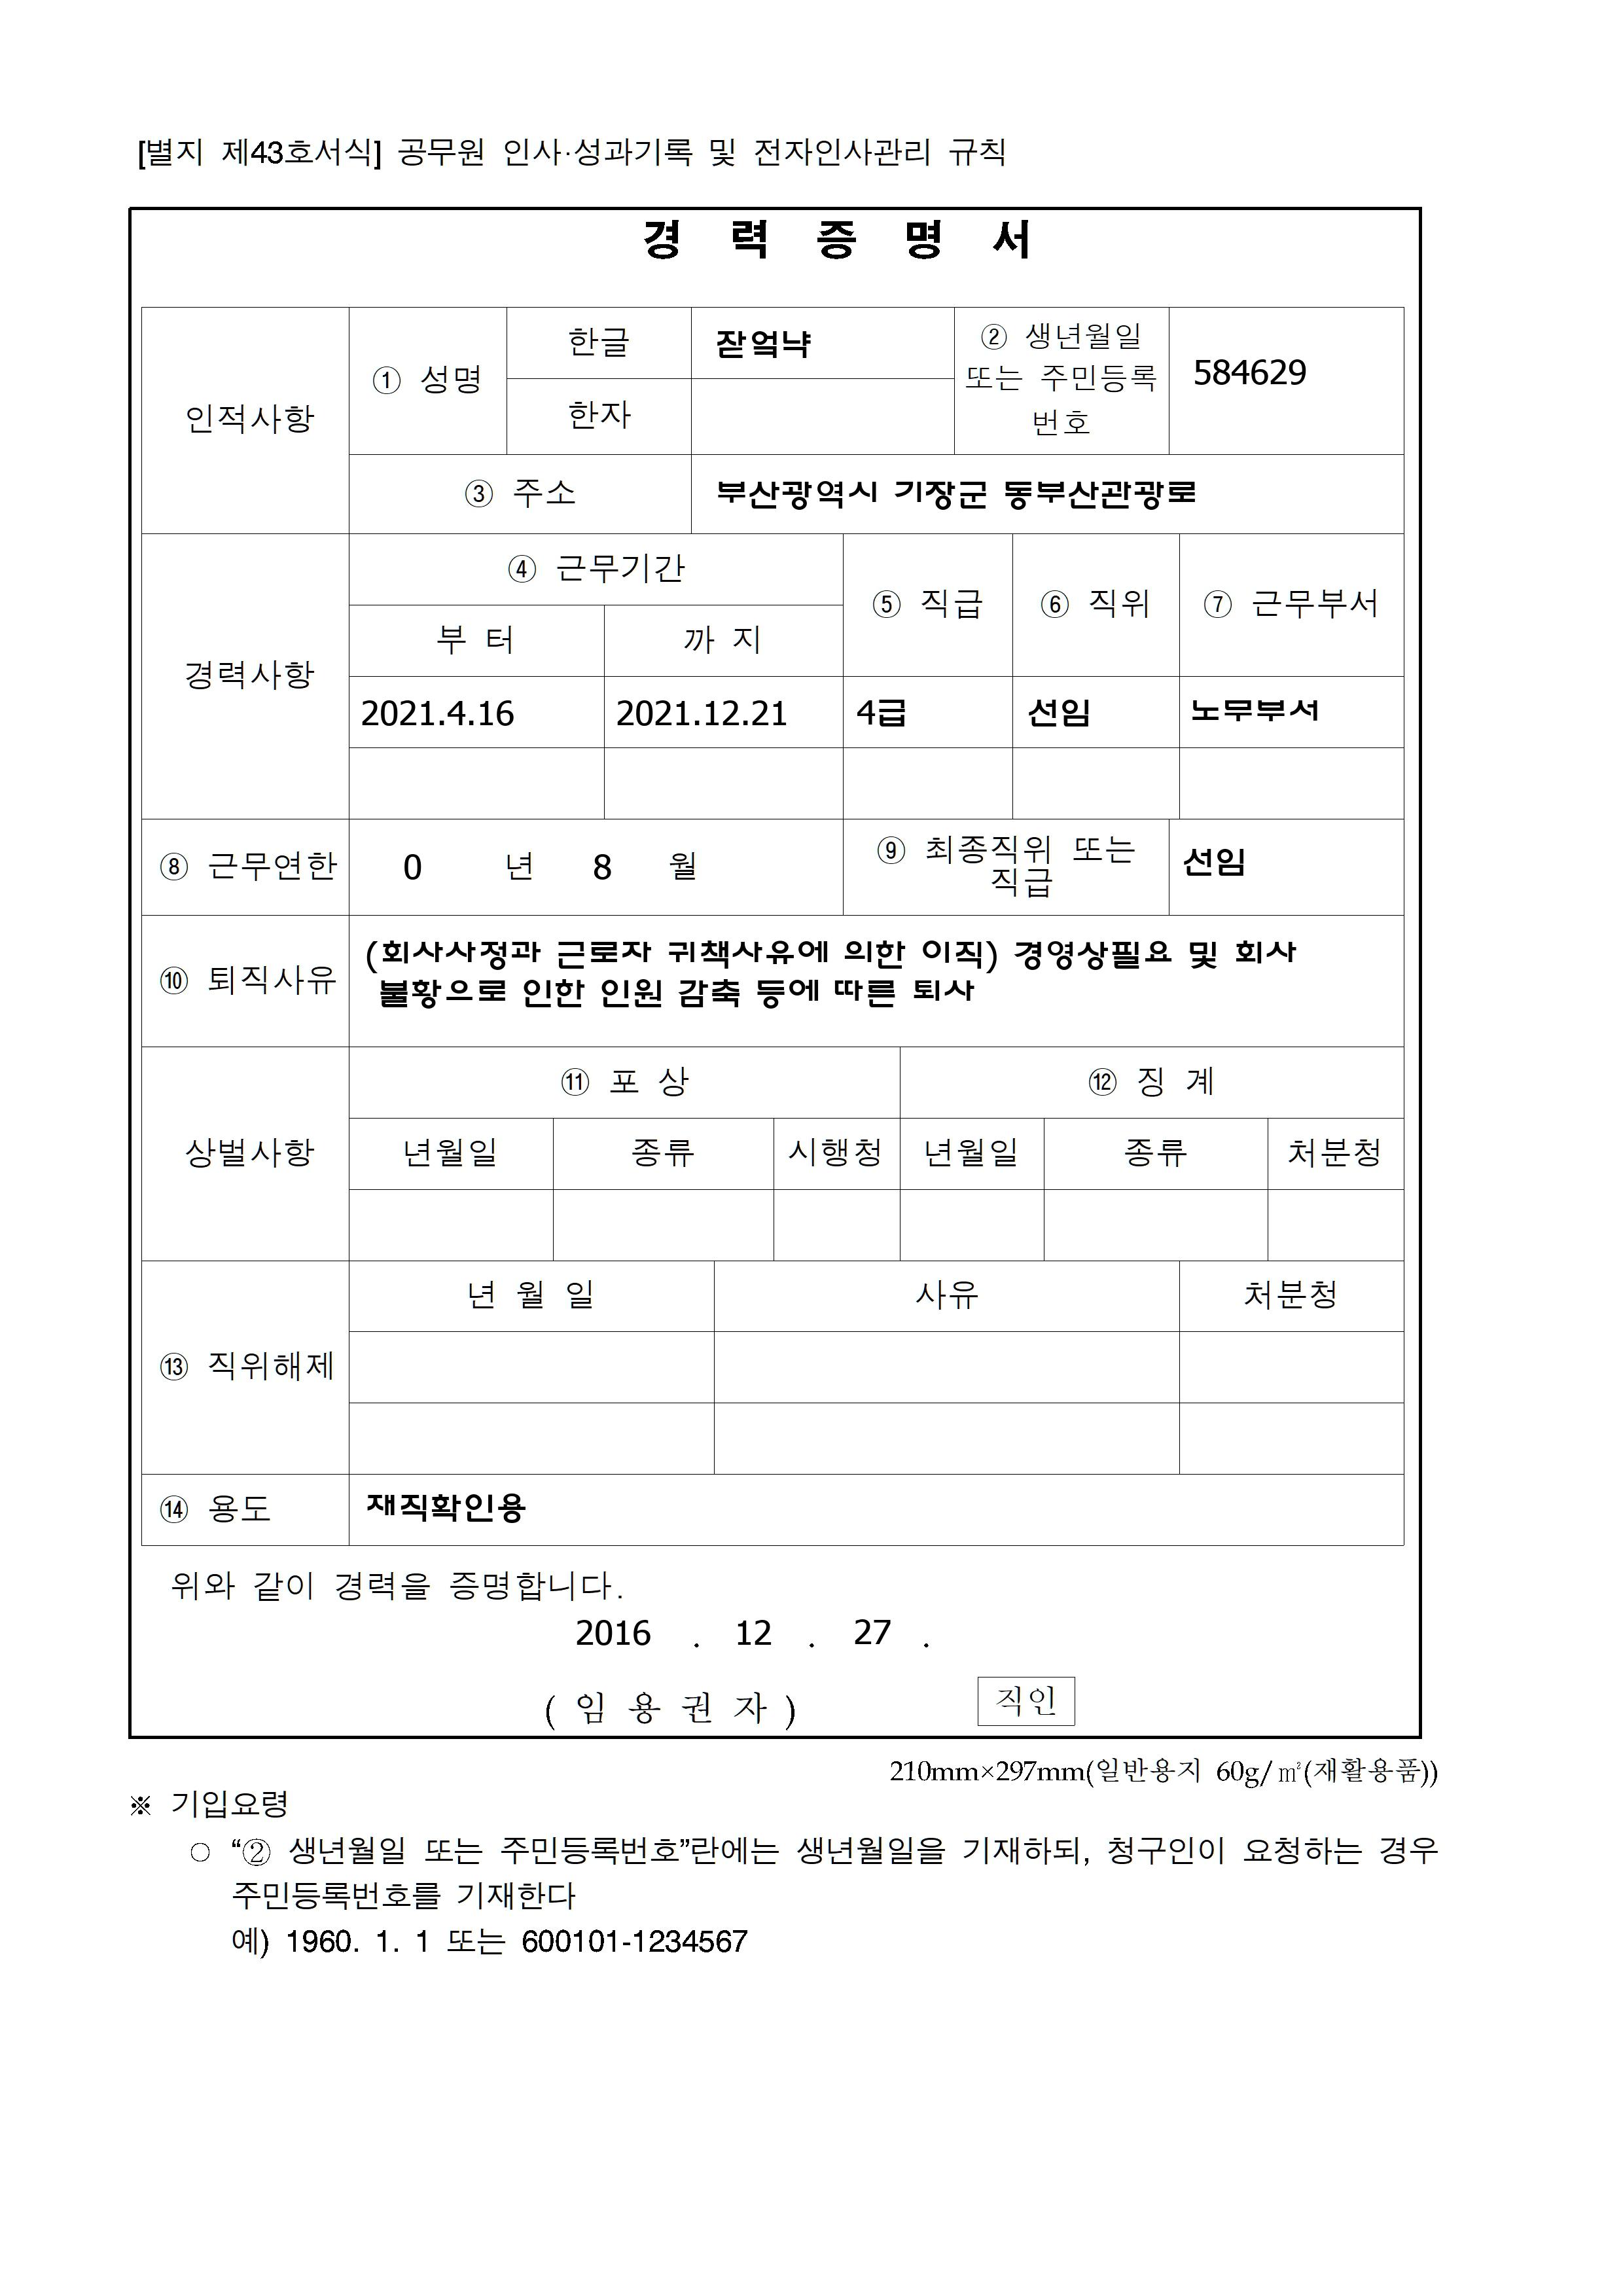 [별지 제43호서식] 공무원 인사·성과기록 및 전자인사관리 규칙
경 력 증 명 서
인적사항
① 성명
한글
잗얶냑
한자
② 생년월일
또는 주민등록
번호
584629
③ 주소
부산광역시 기장군 동부산관광로
경력사항
④ 근무기간
부 터
까 지
⑤ 직급
⑥ 직위
⑦ 근무부서
2021.4.16
2021.12.21
4급
선임
노무부서
⑧ 근무연한
0 년 8 월
⑨ 최종직위 또는
직급
선임
⑩ 퇴직사유
(회사사정과 근로자 귀책사유에 의한 이직) 경영상필요 및 회사
불황으로 인한 인원 감축 등에 따른 퇴사
상벌사항
⑪ 포 상
⑫ 징 계
년월일 종류 시행청 년월일 종류 처분청
⑬ 직위해제
년 월 일 사유 처분청
⑭ 용도
재직확인용
위와 같이 경력을 증명합니다.
2016 . 12 . 27 .
( 임 용 권 자 ) 직인
210mm×297mm(일반용지 60g/㎡(재활용품))
※ 기입요령
○ “② 생년월일 또는 주민등록번호”란에는 생년월일을 기재하되, 청구인이 요청하는 경우
주민등록번호를 기재한다
예) 1960. 1. 1 또는 600101-1234567